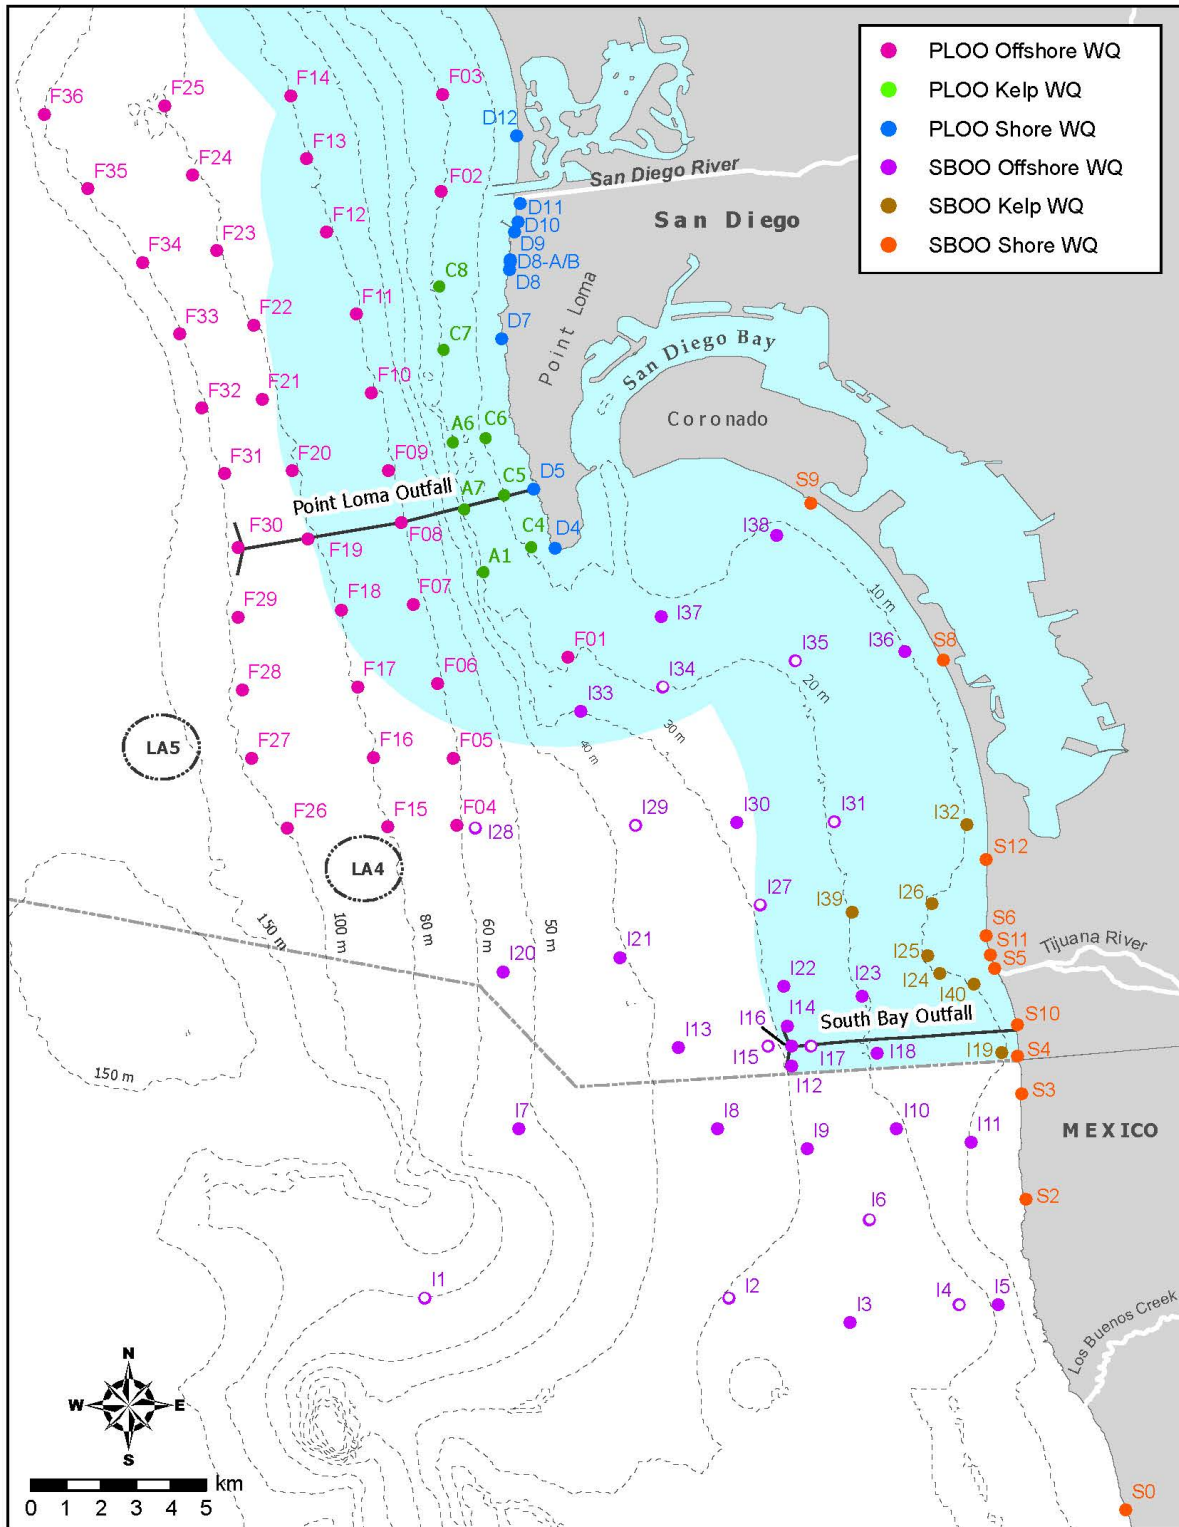 PLOO Offshore WQ
PLOO Kelp WQ
PLOO Shore WQ
SBOO Offshore WQ
SBOO Kelp WQ
SBOO Shore WQ
F36
F25
F14
F03
D12
F13
F24
F35
F02
San Diego River
D11
D10
D9
D8-A/B
D8
San Diego
F12
F23
F34
C8
F11
F22
F33
C7
D7
Point Loma
San Diego Bay
F10
F21
F32
Coronado
A6
C6
F09
F20
F31
Point Loma Outfall
A7
C5
D5
S9
F30
F19
F08
C4
D4
I38
A1
F07
F18
F29
10 m
I37
F01
I35
I36
S8
F06
F17
F28
I34
I33
20 m
30 m
40 m
LA5
F27
F16
F05
F26
F15
F04
I28
I29
I30
I31
I32
S12
LA4
I27
I39
I26
S6
S11
S5
Tijuana River
150 m
100 m
80 m
60 m
50 m
I20
I21
I25
I24
I40
I22
I23
I14
I16
South Bay Outfall
S10
I13
I15
I17
I18
I19
S4
I12
150 m
S3
I7
I8
I9
I10
I11
MEXICO
S2
I6
I1
I2
I3
I4
I5
Los Buenos Creek
N
W
E
S
km
0 1 2 3 4 5
S0